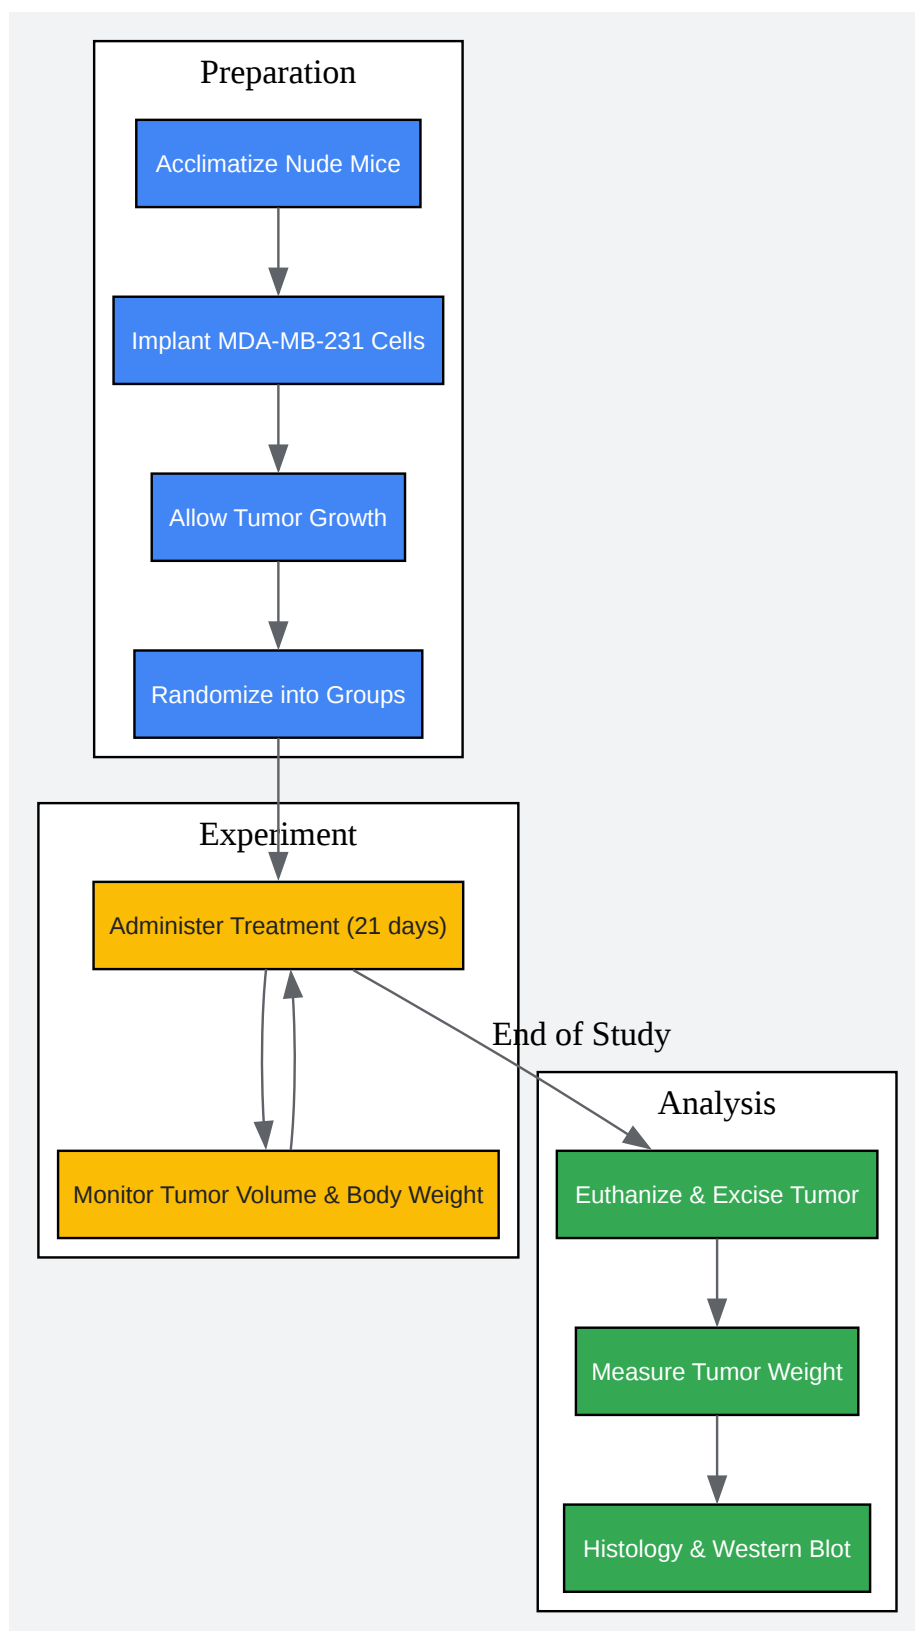 Preparation
Acclimatize Nude Mice
Implant MDA-MB-231 Cells
Allow Tumor Growth
Randomize into Groups
Experiment
Administer Treatment (21 days)
End of Study
Monitor Tumor Volume & Body Weight
Analysis
Euthanize & Excise Tumor
Measure Tumor Weight
Histology & Western Blot